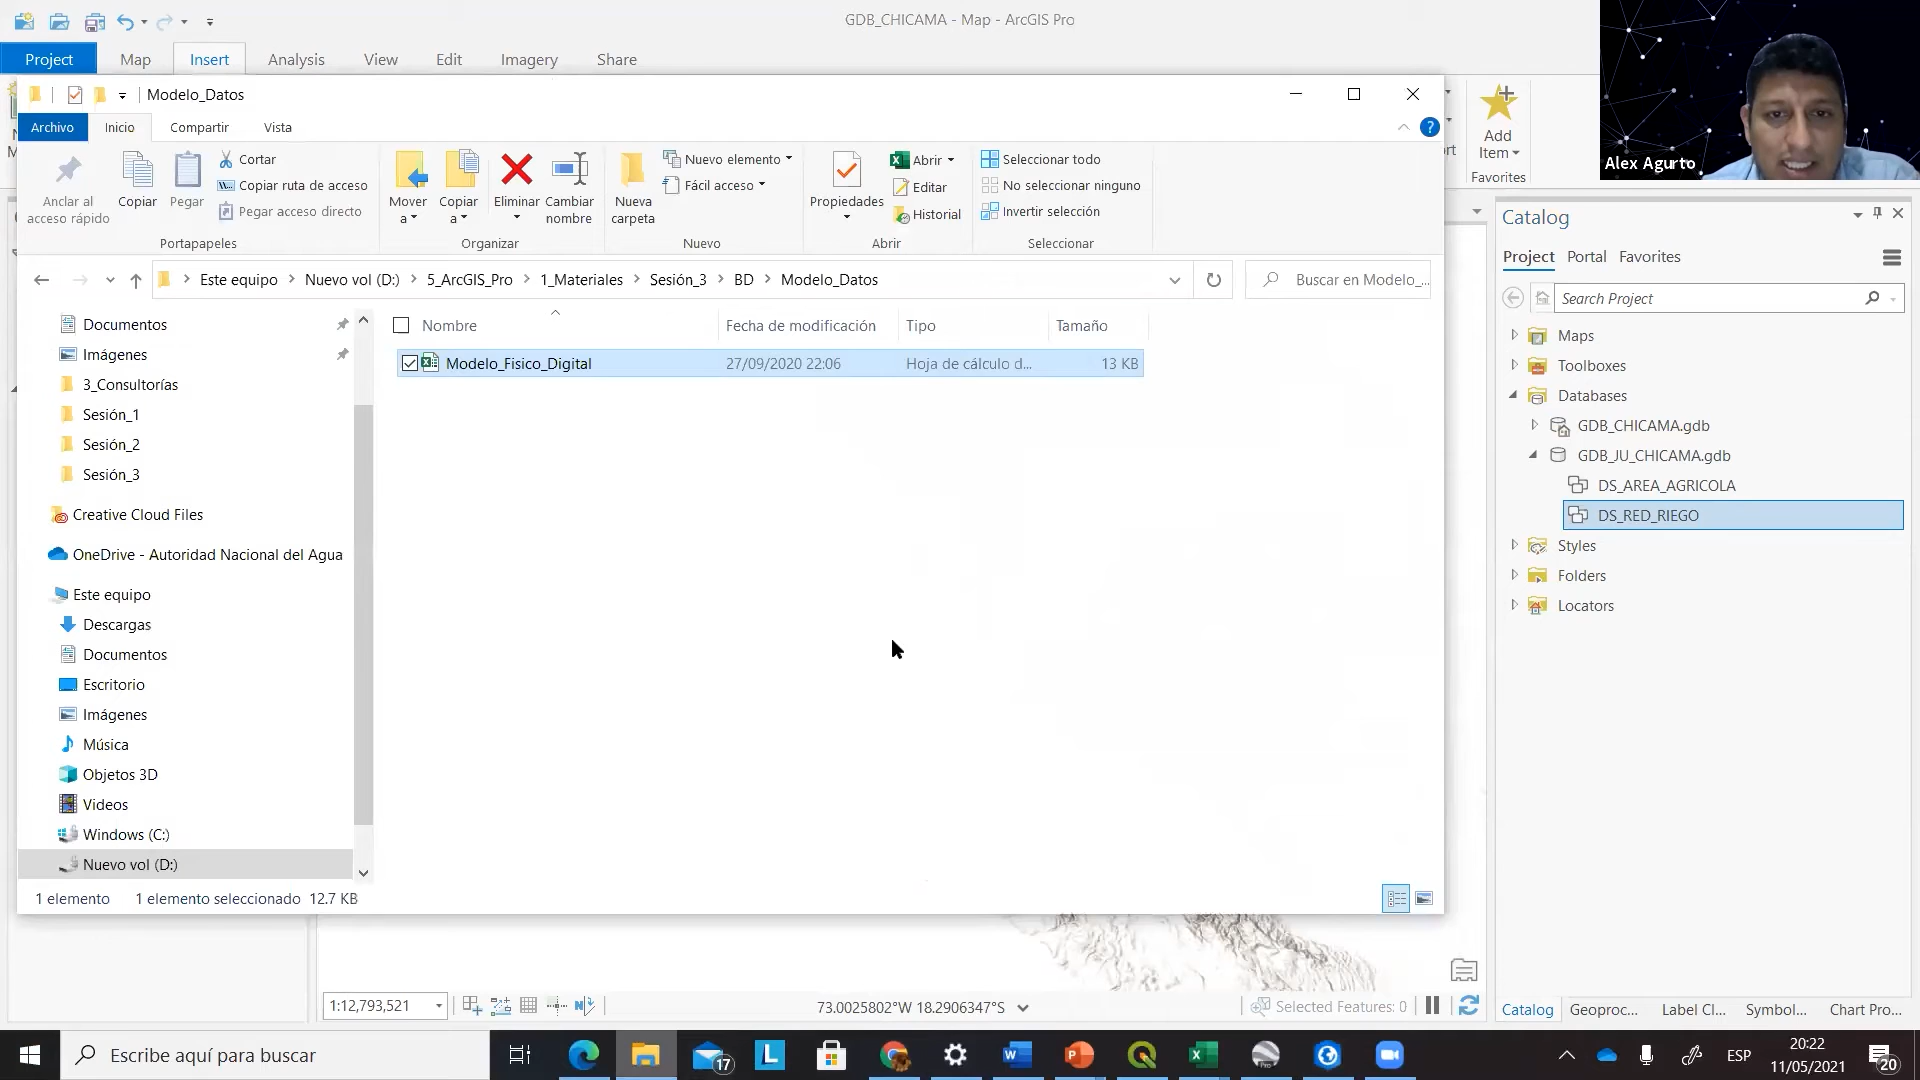 GDB_CHICAMA - Map - ArcGIS Pro
Project Map Insert Analysis View Edit Imagery Share
Modelo_Datos
Archivo Inicio Compartir Vista
Anclar al acceso rápido
Copiar
Pegar
Cortar
Copiar ruta de acceso
Pegar acceso directo
Portapapeles
Mover a
Copiar a
Eliminar
Cambiar nombre
Organizar
Nueva carpeta
Nuevo elemento
Fácil acceso
Nuevo
Propiedades
Abrir
Editar
Historial
Abrir
Seleccionar todo
No seleccionar ninguno
Invertir selección
Seleccionar
Add Item
Favorites
Alex Agurto
Este equipo > Nuevo vol (D:) > 5_ArcGIS_Pro > 1_Materiales > Sesión_3 > BD > Modelo_Datos
Buscar en Modelo_...
Documentos
Imágenes
3_Consultorías
Sesión_1
Sesión_2
Sesión_3
Creative Cloud Files
OneDrive - Autoridad Nacional del Agua
Este equipo
Descargas
Documentos
Escritorio
Imágenes
Música
Objetos 3D
Videos
Windows (C:)
Nuevo vol (D:)
Nombre Fecha de modificación Tipo Tamaño
Modelo_Fisico_Digital 27/09/2020 22:06 Hoja de cálculo d... 13 KB
1 elemento 1 elemento seleccionado 12.7 KB
Catalog
Project Portal Favorites
Search Project
Maps
Toolboxes
Databases
GDB_CHICAMA.gdb
GDB_JU_CHICAMA.gdb
DS_AREA_AGRICOLA
DS_RED_RIEGO
Styles
Folders
Locators
1:12,793,521
73.0025802°W 18.2906347°S
Selected Features: 0
Catalog Geoproc... Label Cl... Symbol... Chart Pro...
Escribe aquí para buscar
17
ESP
20:22
11/05/2021
20